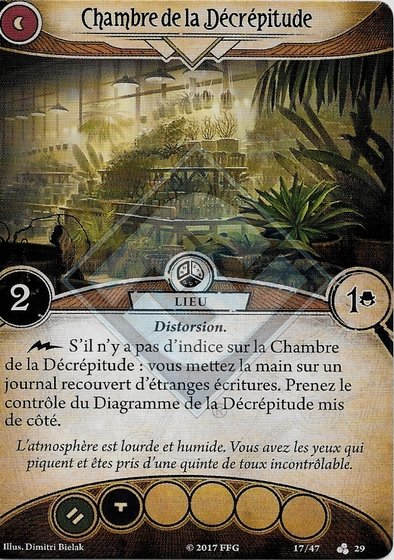 Chambre de la Décrépitude
2
LIEU
1
Distorsion.
S'il n'y a pas d'indice sur la Chambre
de la Décrépitude : vous mettez la main sur un
journal recouvert d'étranges écritures. Prenez le
contrôle du Diagramme de la Décrépitude mis
de côté.
L'atmosphère est lourde et humide. Vous avez les yeux qui
piquent et êtes pris d'une quinte de toux incontrôlable.
Illus. Dimitri Bielak
© 2017 FFG
17/47
29